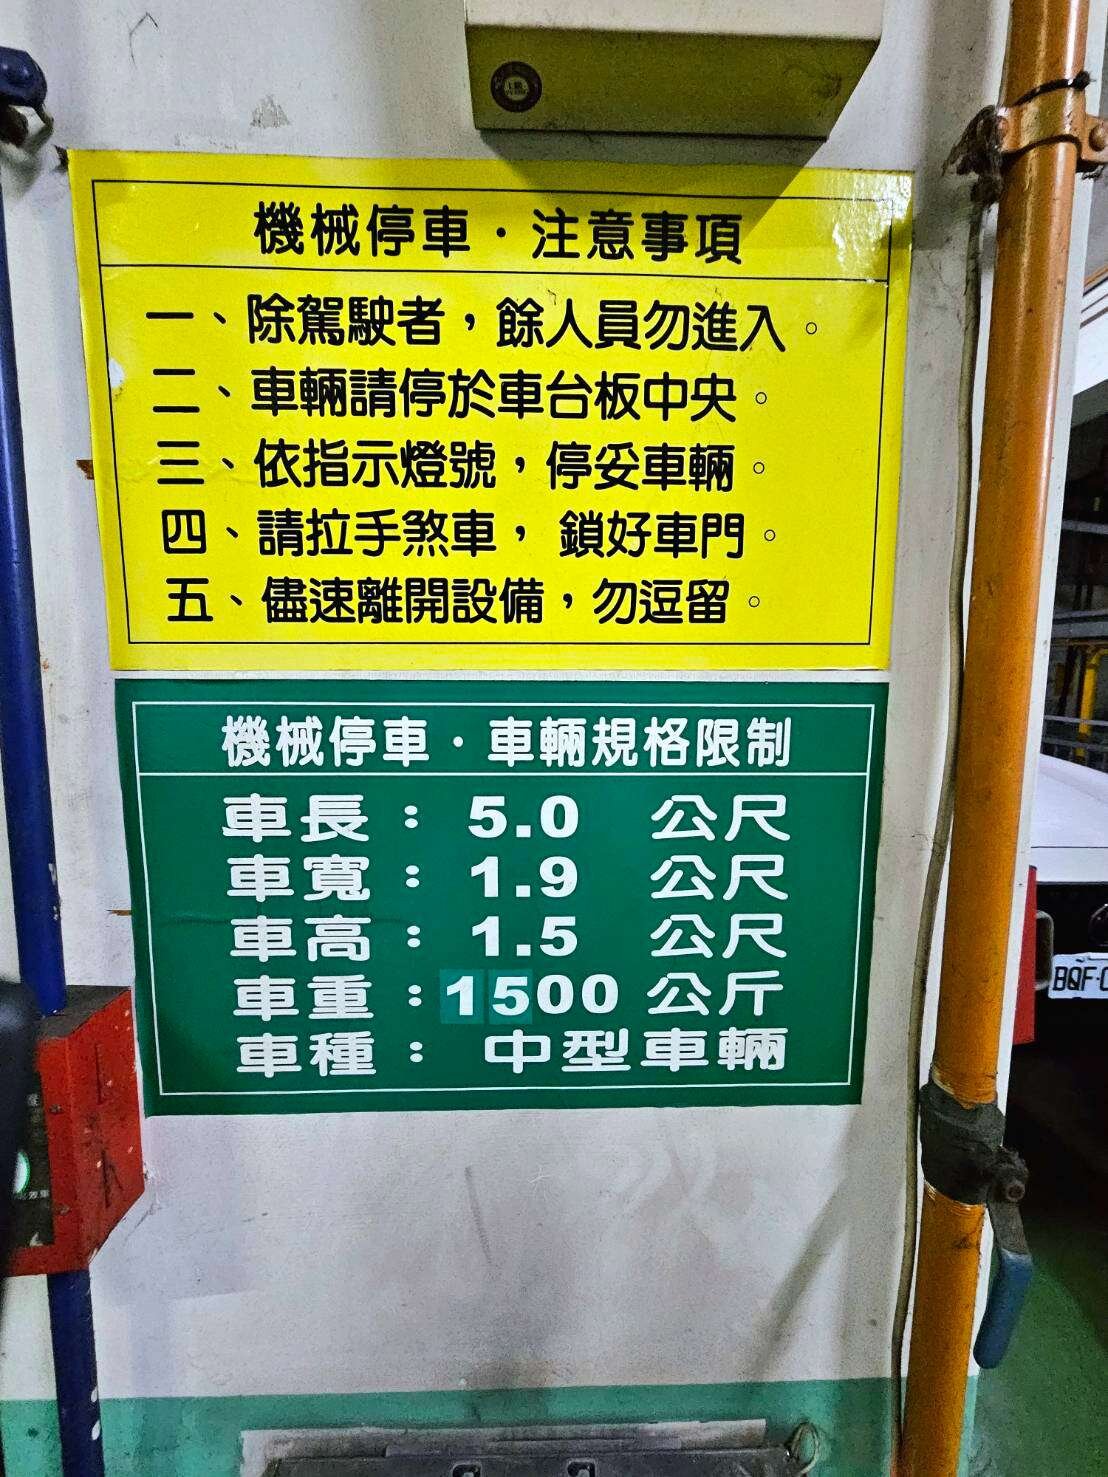 機械停車・注意事項
一、除駕駛者，餘人員勿進入。
二、車輛請停於車台板中央。
三、依指示燈號，停妥車輛。
四、請拉手煞車， 鎖好車門。
五、儘速離開設備，勿逗留。
機械停車・車輛規格限制
車長： 5.0 公尺
車寬： 1.9 公尺
車高： 1.5 公尺
車重：1500 公斤
車種： 中型車輛